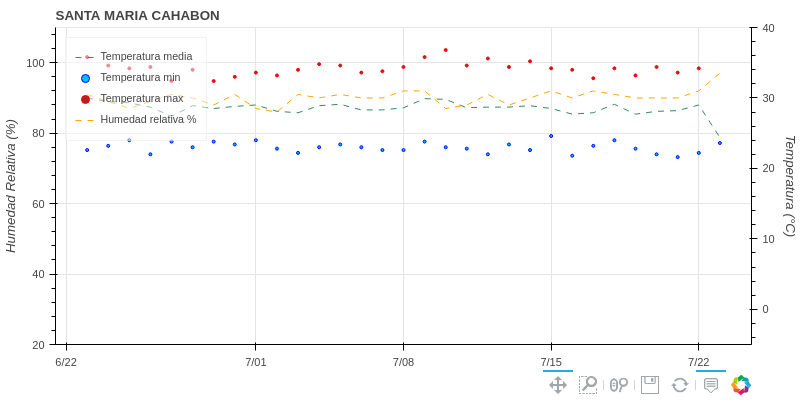 SANTA MARIA CAHABON
Temperatura media
Temperatura min
Temperatura max
Humedad relativa %
Humedad Relativa (%)
100
80
60
40
20
40
30
20
10
0
Temperatura (°C)
6/22
7/01
7/08
7/15
7/22